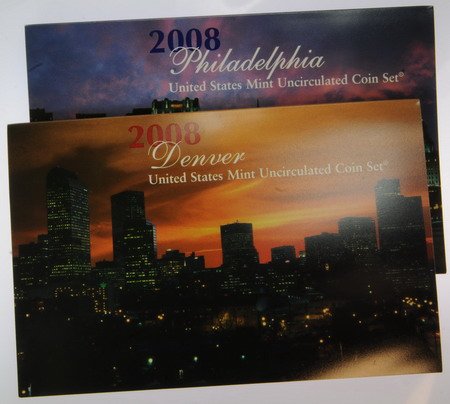 2008
Philadelphia
United States Mint Uncirculated Coin Set®
2008
Denver
United States Mint Uncirculated Coin Set®